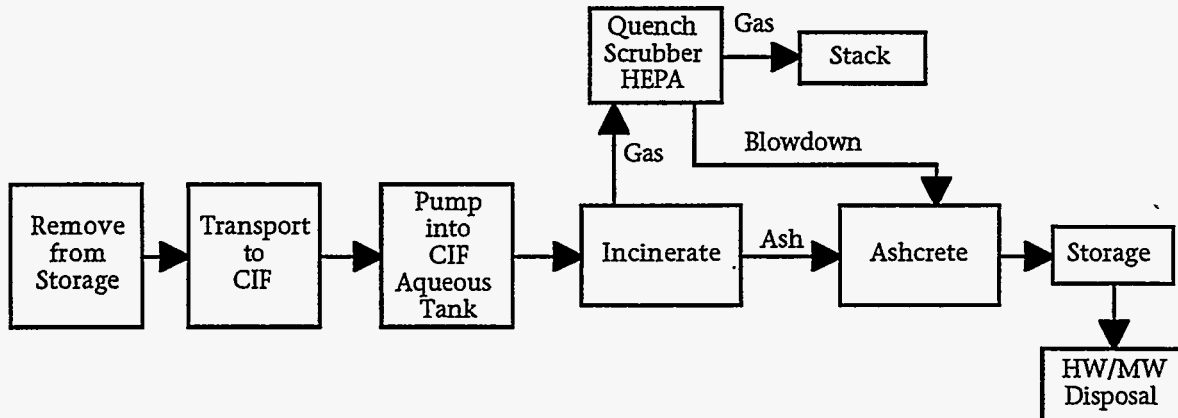 Remove
from
Storage
Transport
to
CIF
Pump
into
CIF
Aqueous
Tank
Incinerate
Gas
Quench
Scrubber
HEPA
Gas
Stack
Blowdown
Ash
Ashcrete
Storage
HW/MW
Disposal